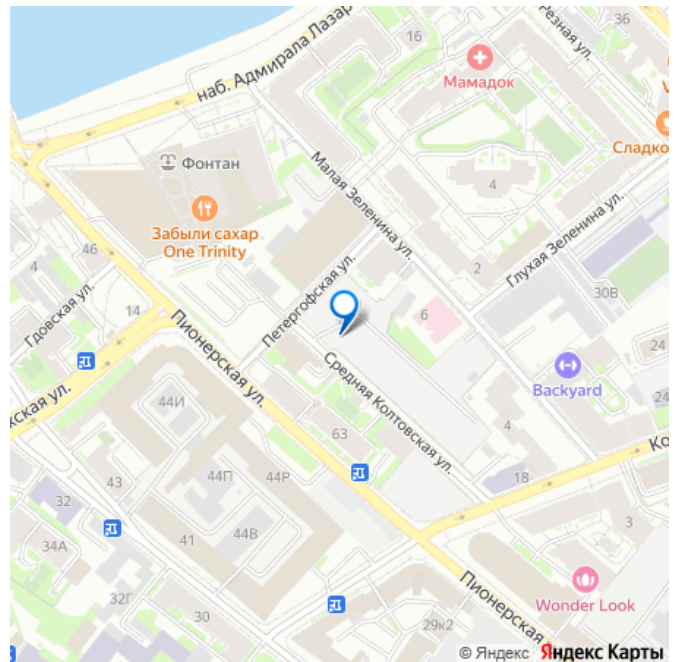 36
16
наб. Адмирала Лазар
резная ул.
Мамадок
Сладко
Фонтан
Малая Зеленина ул.
4
Забыли сахар
One Trinity
Глухая Зеленина ул.
46
4
2
Петергофская ул.
30В
Гдовская ул.
14
6
Пионерская ул.
24
Backyard
Средняя Колтовская ул.
жская ул.
44И
24
63
4
Ко
43
44П
44Р
18
32
34А
41
44В
3
32Г
30
Wonder Look
Пионерская
29к2
© Яндекс Яндекс Карты